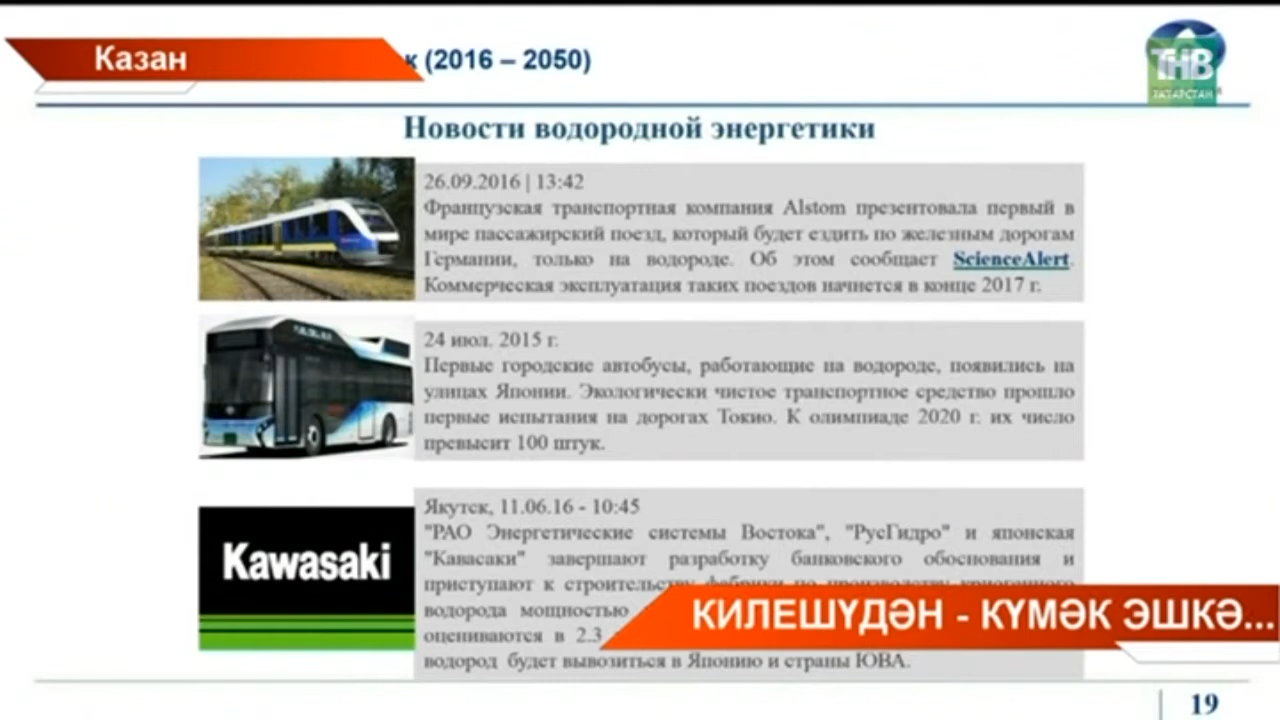 Казан
к (2016 – 2050)
ТНВ
ТАТАРСТАН
Новости водородной энергетики
26.09.2016 | 13:42
Французская транспортная компания Alstom презентовала первый в
мире пассажирский поезд, который будет ездить по железным дорогам
Германии, только на водороде. Об этом сообщает ScienceAlert.
Коммерческая эксплуатация таких поездов начнется в конце 2017 г.
24 июл. 2015 г.
Первые городские автобусы, работающие на водороде, появились на
улицах Японии. Экологически чистое транспортное средство прошло
первые испытания на дорогах Токио. К олимпиаде 2020 г. их число
превысит 100 штук.
Kawasaki
Якутск, 11.06.16 - 10:45
"РАО Энергетические системы Востока", "РусГидро" и японская
"Кавасаки" завершают разработку банковского обоснования и
приступают к строительству фабрики по производству криогенного
водорода мощностью
оцениваются в 2.3
водород будет вывозиться в Японию и страны ЮВА.
КИЛЕШҮДӘН - КҮМӘК ЭШКӘ...
19